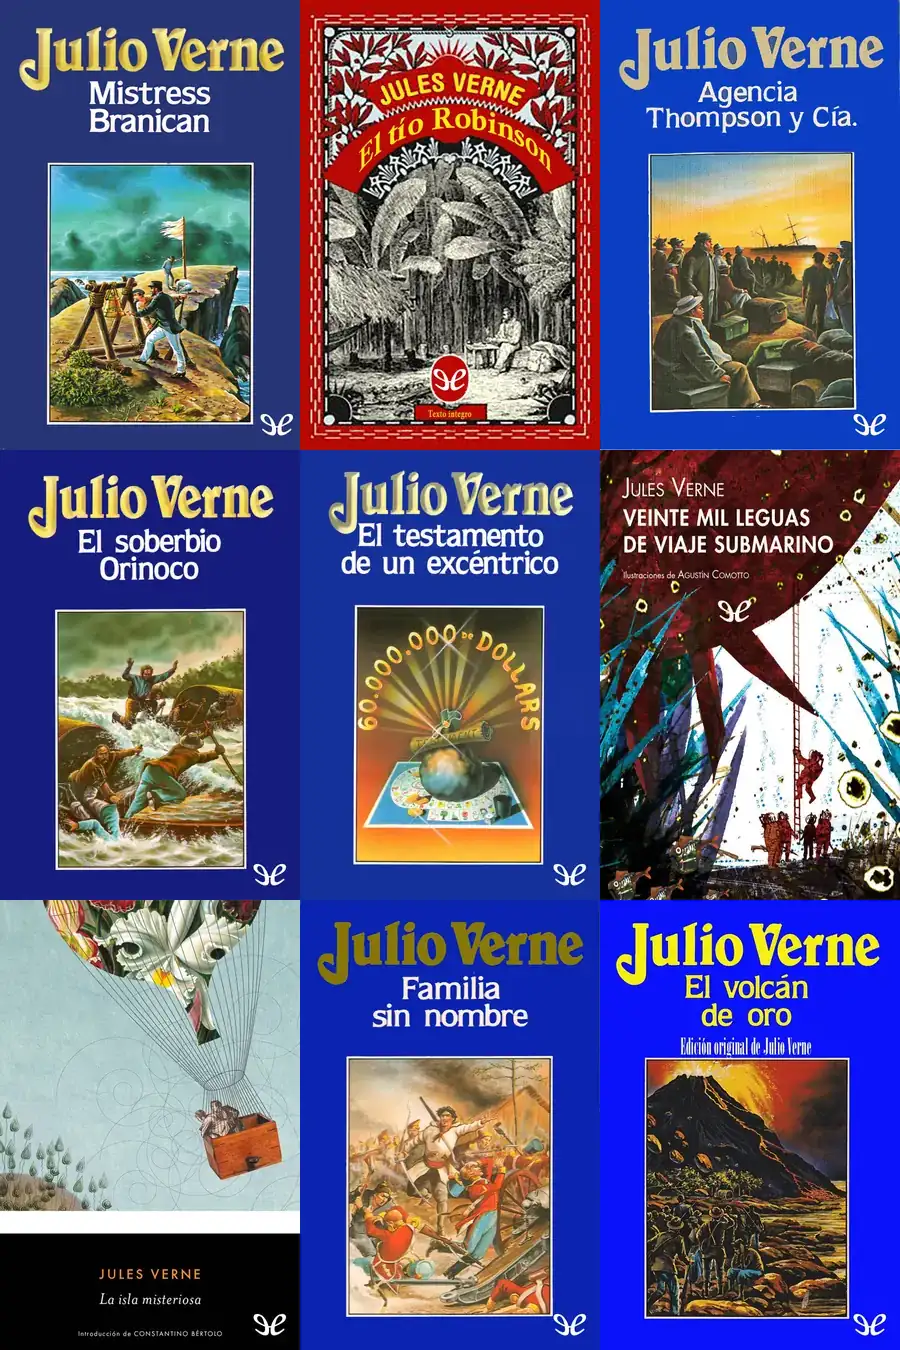 Julio Verne
Mistress
Branican
JULES VERNE
El tío Robinson
Texto íntegro
Julio Verne
Agencia
Thompson y Cía.
Julio Verne
El soberbio
Orinoco
Julio Verne
El testamento
de un excéntrico
60.000.000 DE DOLLARS
JULES VERNE
VEINTE MIL LEGUAS
DE VIAJE SUBMARINO
Ilustraciones de AGUSTÍN COMOTTO
JULES VERNE
La isla misteriosa
Introducción de CONSTANTINO BÉRTOLO
Julio Verne
Familia
sin nombre
Julio Verne
El volcán
de oro
Edición original de Julio Verne